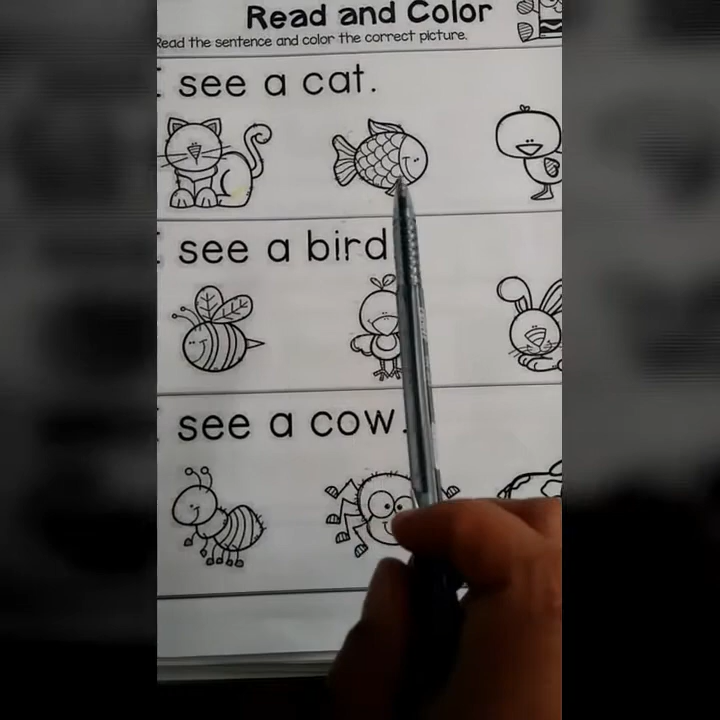 Read and Color
Read the sentence and color the correct picture.
see a cat.
see a bird
see a cow.